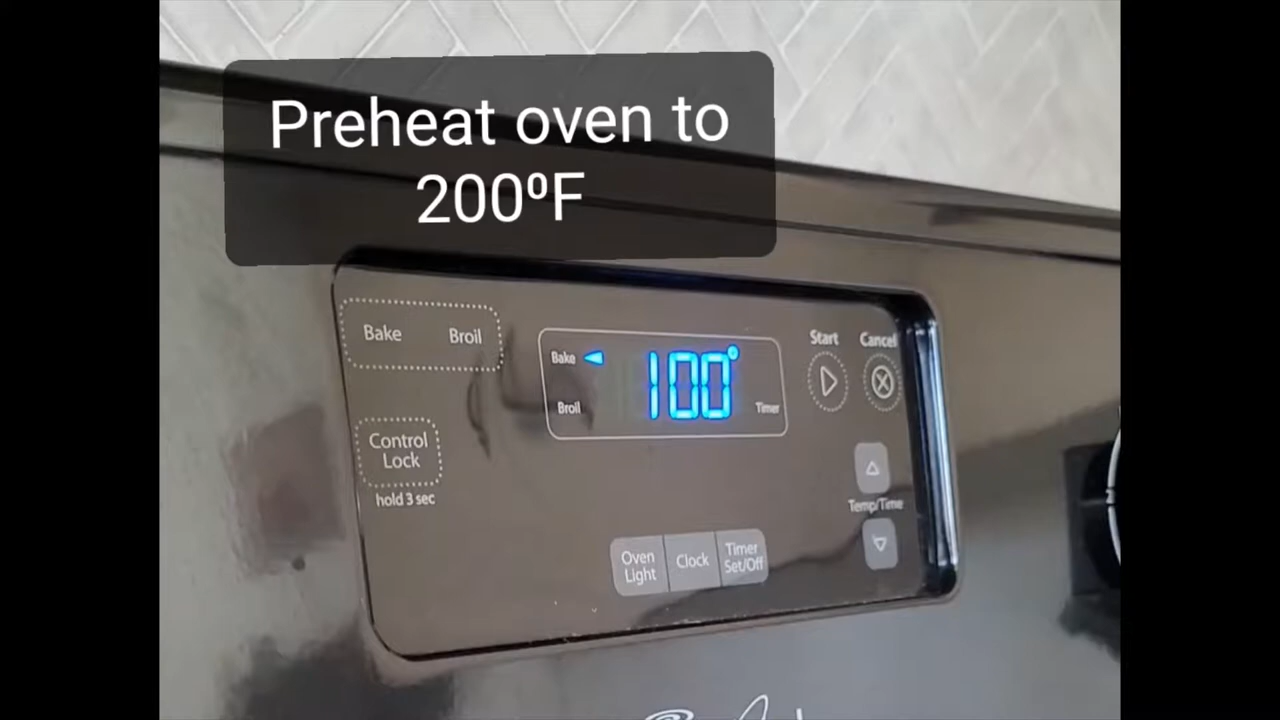 Preheat oven to
200ºF
Bake Broil
Bake
100°
Broil
Timer
Start Cancel
Control
Lock
hold 3 sec
Temp/Time
Oven
Light
Clock
Timer
Set/Off